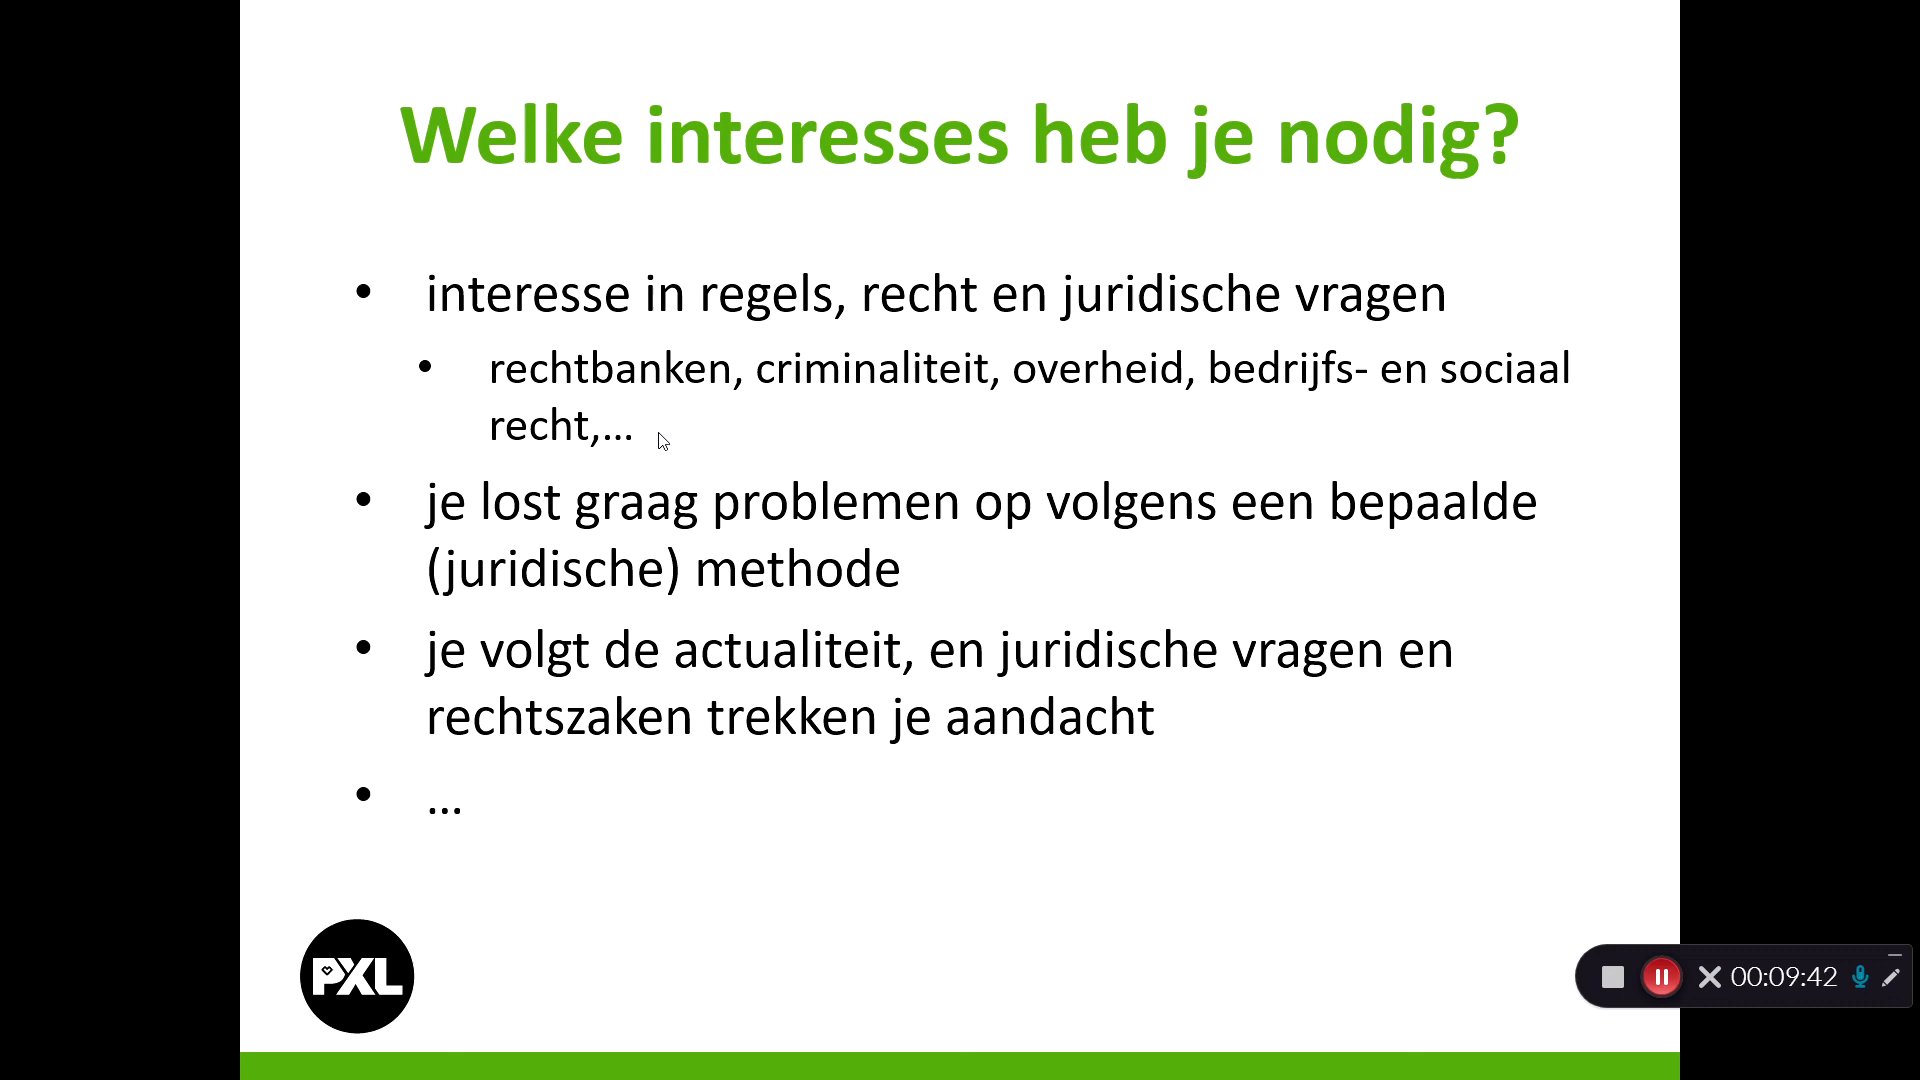 Welke interesses heb je nodig?
• interesse in regels, recht en juridische vragen
• rechtbanken, criminaliteit, overheid, bedrijfs- en sociaal
recht,...
• je lost graag problemen op volgens een bepaalde
(juridische) methode
• je volgt de actualiteit, en juridische vragen en
rechtszaken trekken je aandacht
• ...
PXL
00:09:42